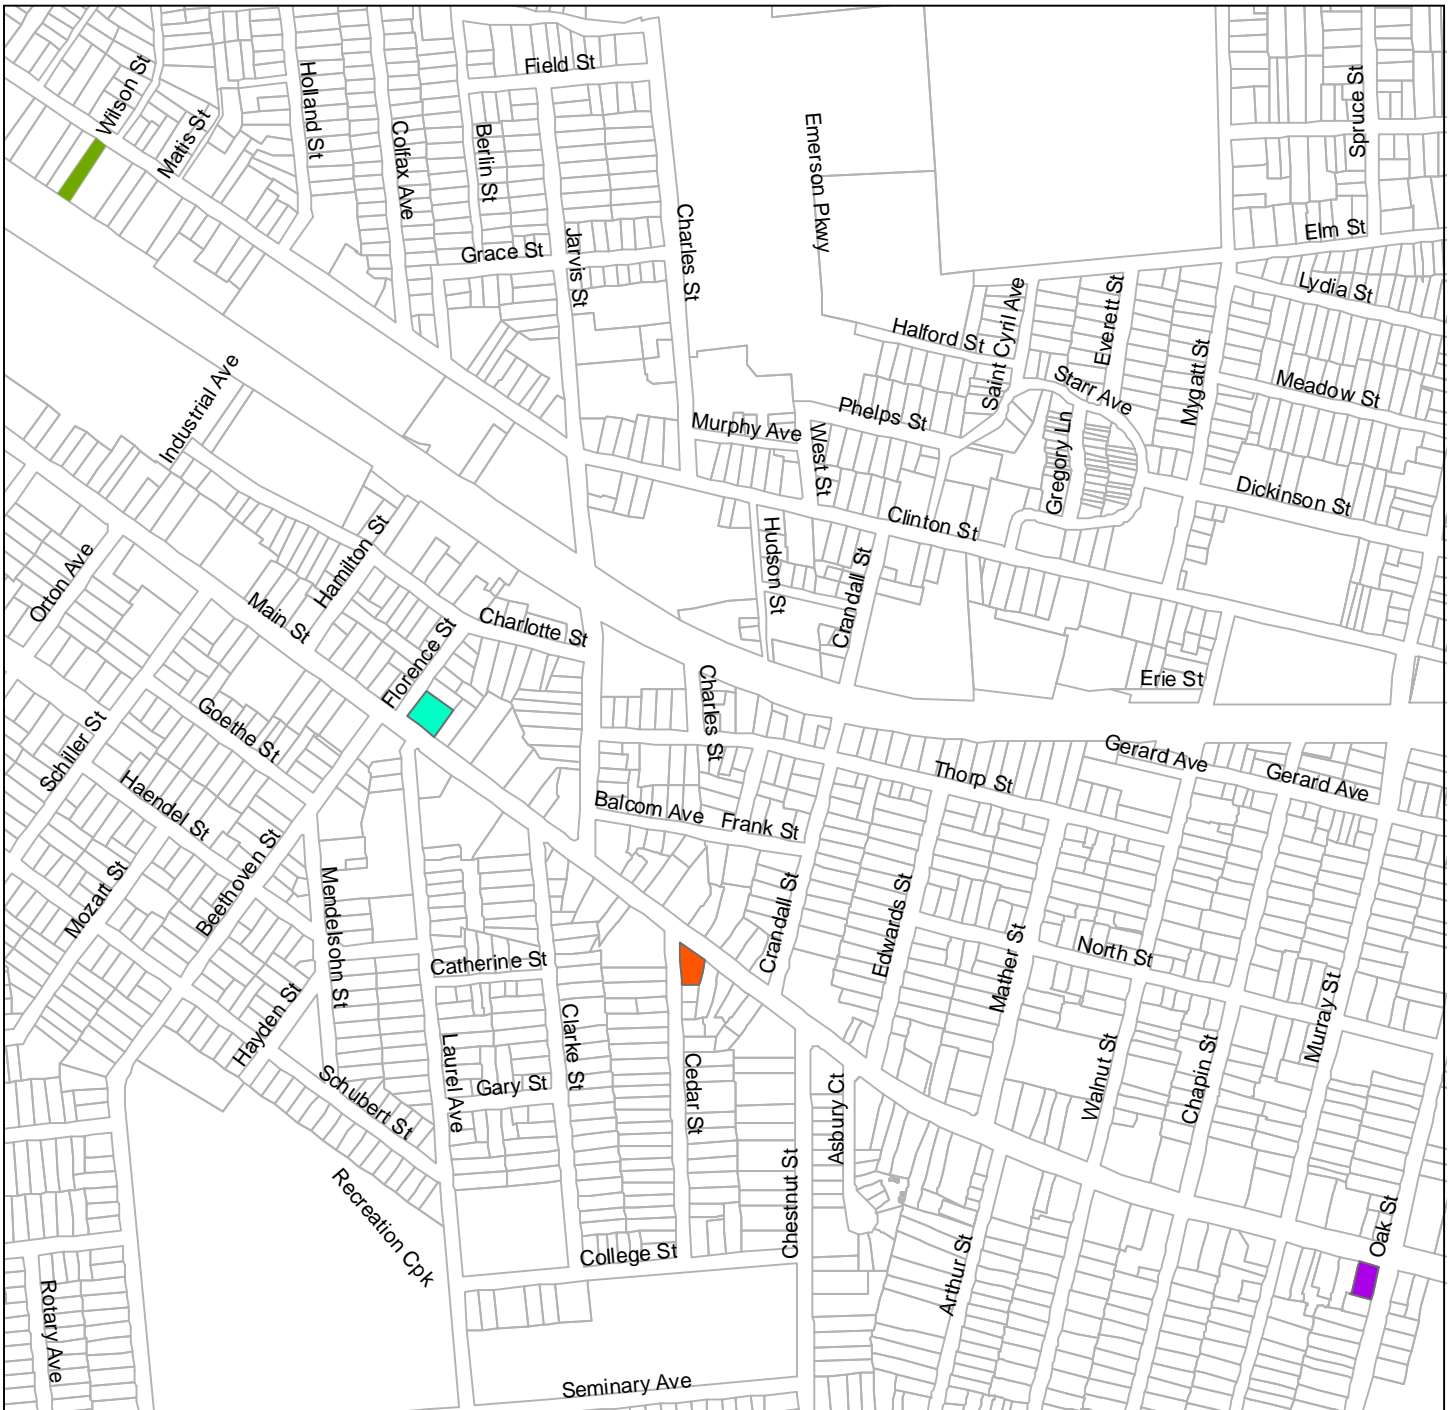 Field St
Wilson St
Holland St
Spruce St
Matis St
Colfax Ave
Berlin St
Emerson Pkwy
Elm St
Grace St
Jarvis St
Charles St
Lydia St
Halford St
Saint Cyril Ave
Everett St
Starr Ave
Mygatt St
Meadow St
Industrial Ave
Phelps St
Murphy Ave
West St
Gregory Ln
Dickinson St
Clinton St
Hamilton St
Hudson St
Crandall St
Orton Ave
Main St
Charlotte St
Florence St
Erie St
Charles St
Goethe St
Schiller St
Gerard Ave
Gerard Ave
Thorp St
Haendel St
Balcom Ave
Frank St
Mozart St
Beethoven St
Mendelsohn St
Crandall St
Edwards St
Mather St
North St
Catherine St
Hayden St
Clarke St
Murray St
Laurel Ave
Gary St
Schubert St
Cedar St
Asbury Ct
Walnut St
Chapin St
Chestnut St
Recreation Cpk
College St
Arthur St
Oak St
Rotary Ave
Seminary Ave